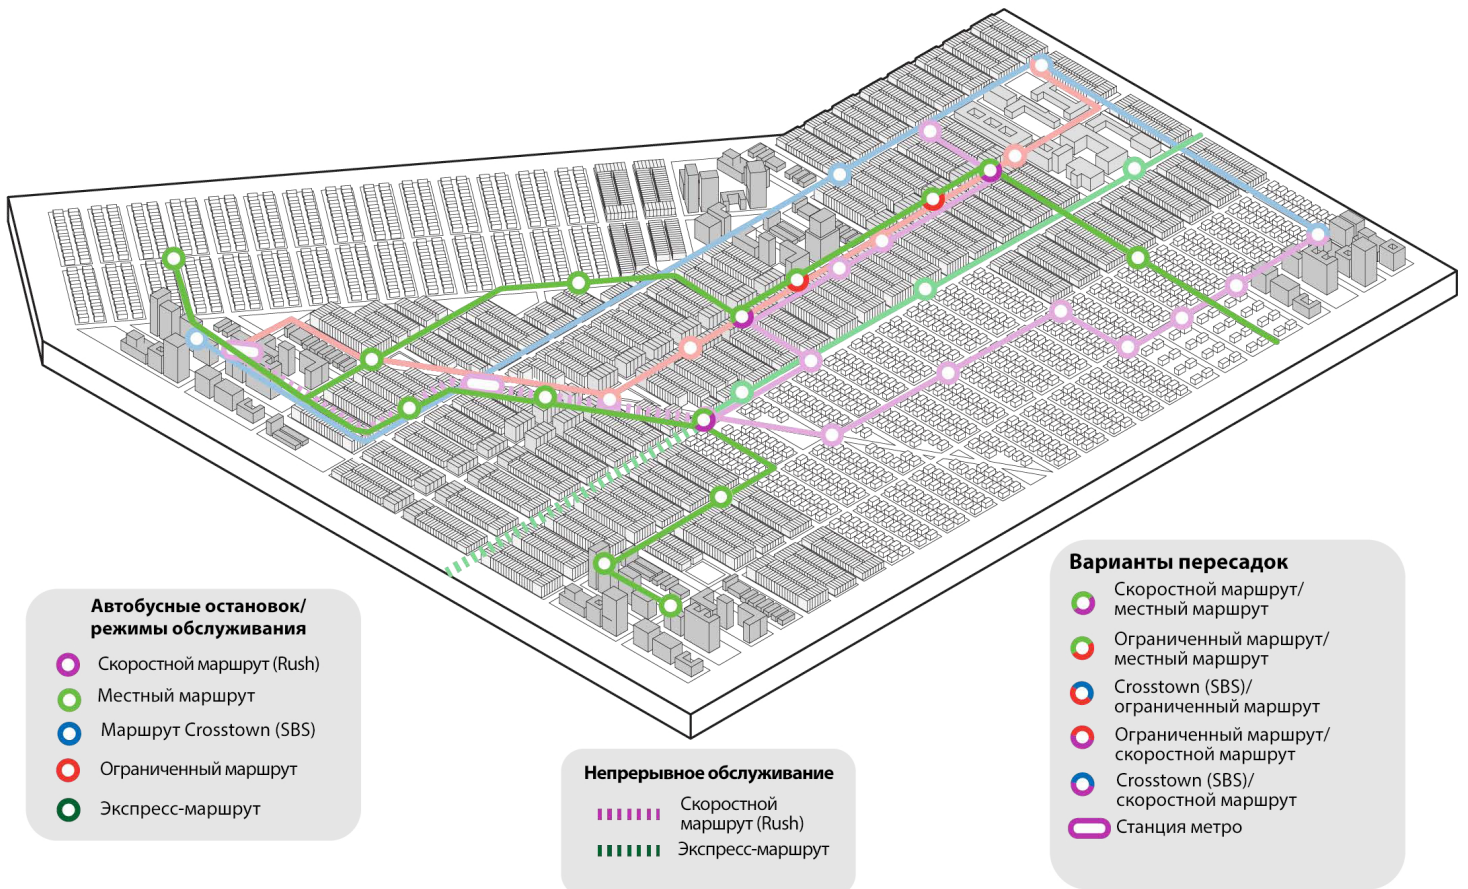 Автобусные остановок/
режимы обслуживания
Скоростной маршрут (Rush)
Местный маршрут
Маршрут Crosstown (SBS)
Ограниченный маршрут
Экспресс-маршрут
Непрерывное обслуживание
Скоростной
маршрут (Rush)
Экспресс-маршрут
Варианты пересадок
Скоростной маршрут/
местный маршрут
Ограниченный маршрут/
местный маршрут
Crosstown (SBS)/
ограниченный маршрут
Ограниченный маршрут/
скоростной маршрут
Crosstown (SBS)/
скоростной маршрут
Станция метро